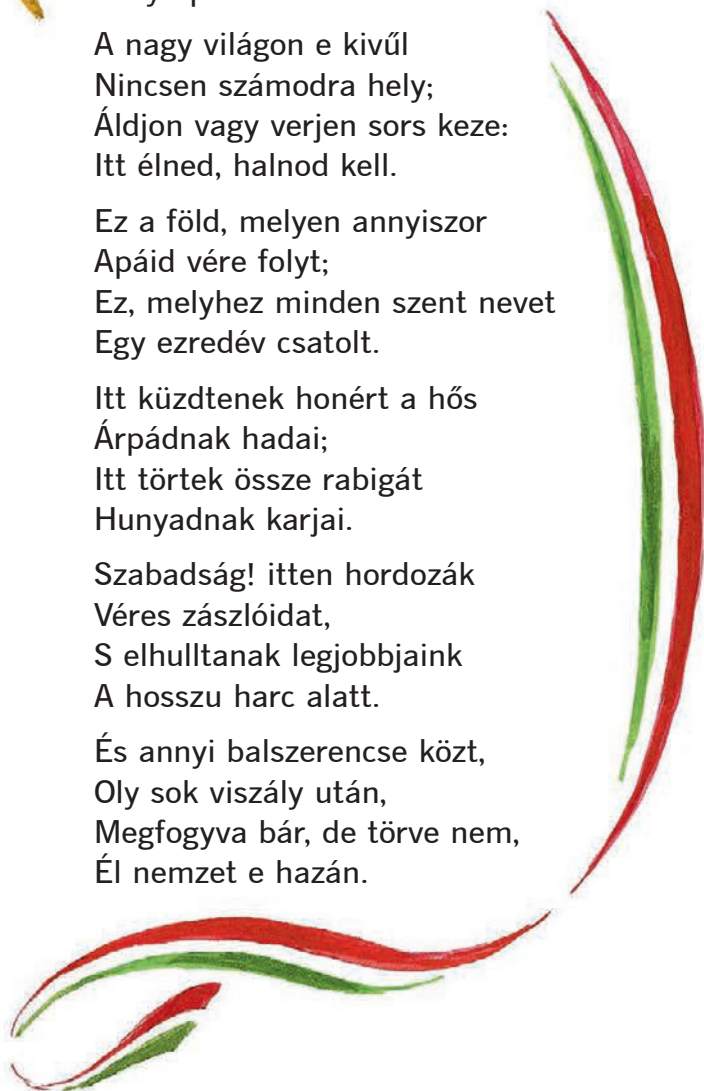 A nagy világon e kivűl
Nincsen számodra hely;
Áldjon vagy verjen sors keze:
Itt élned, halnod kell.
Ez a föld, melyen annyiszor
Apáid vére folyt;
Ez, melyhez minden szent nevet
Egy ezredév csatolt.
Itt küzdtenek honért a hős
Árpádnak hadai;
Itt törtek össze rabigát
Hunyadnak karjai.
Szabadság! itten hordozák
Véres zászlóidat,
S elhulltanak legjobbjaink
A hosszu harc alatt.
És annyi balszerencse közt,
Oly sok viszály után,
Megfogyva bár, de törve nem,
Él nemzet e hazán.